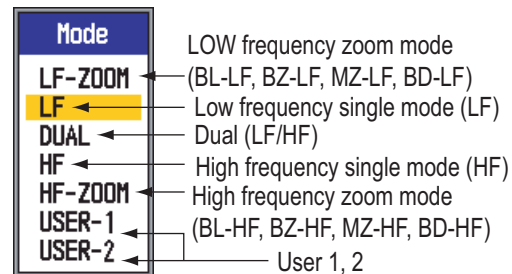 Mode
LOW frequency zoom mode
LF-ZOOM
(BL-LF, BZ-LF, MZ-LF, BD-LF)
LF
Low frequency single mode (LF)
DUAL
Dual (LF/HF)
HF
High frequency single mode (HF)
HF-ZOOM
High frequency zoom mode
USER-1
(BL-HF, BZ-HF, MZ-HF, BD-HF)
USER-2
User 1, 2